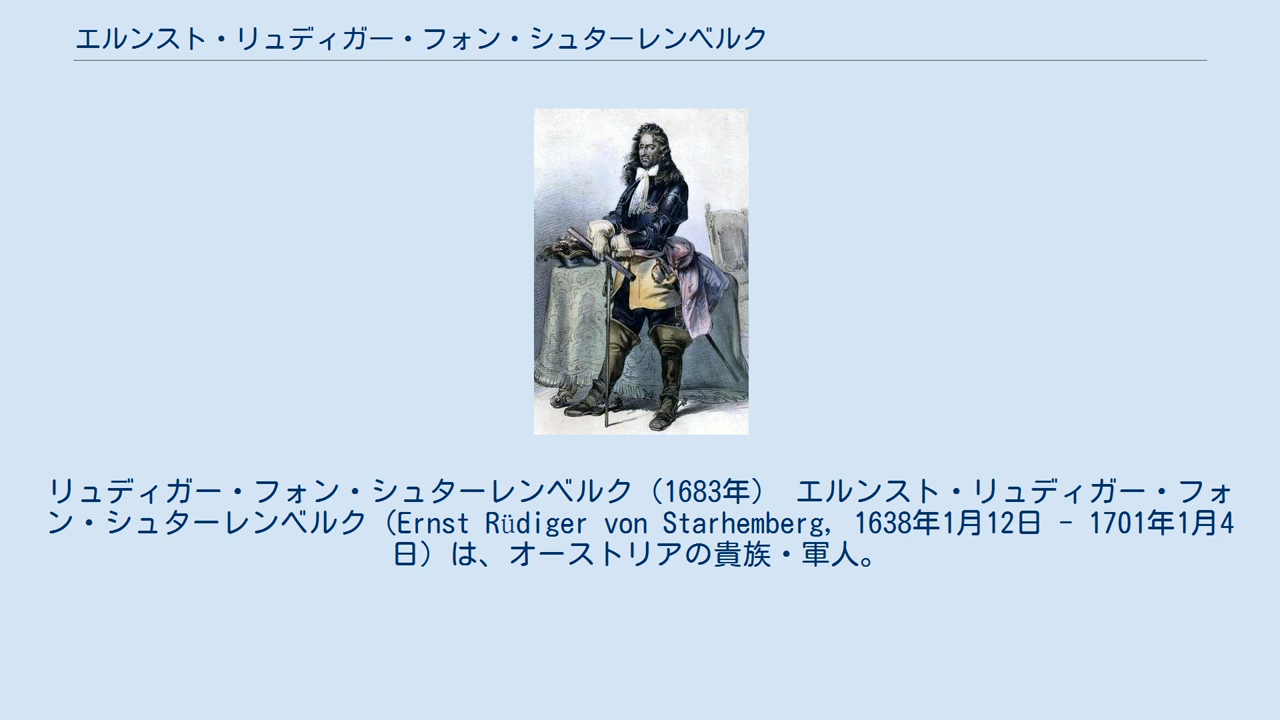 エルンスト・リュディガー・フォン・シュターレンベルク
リュディガー・フォン・シュターレンベルク（1683年） エルンスト・リュディガー・フォ
ン・シュターレンベルク（Ernst Rüdiger von Starhemberg, 1638年1月12日 - 1701年1月4
日）は、オーストリアの貴族・軍人。